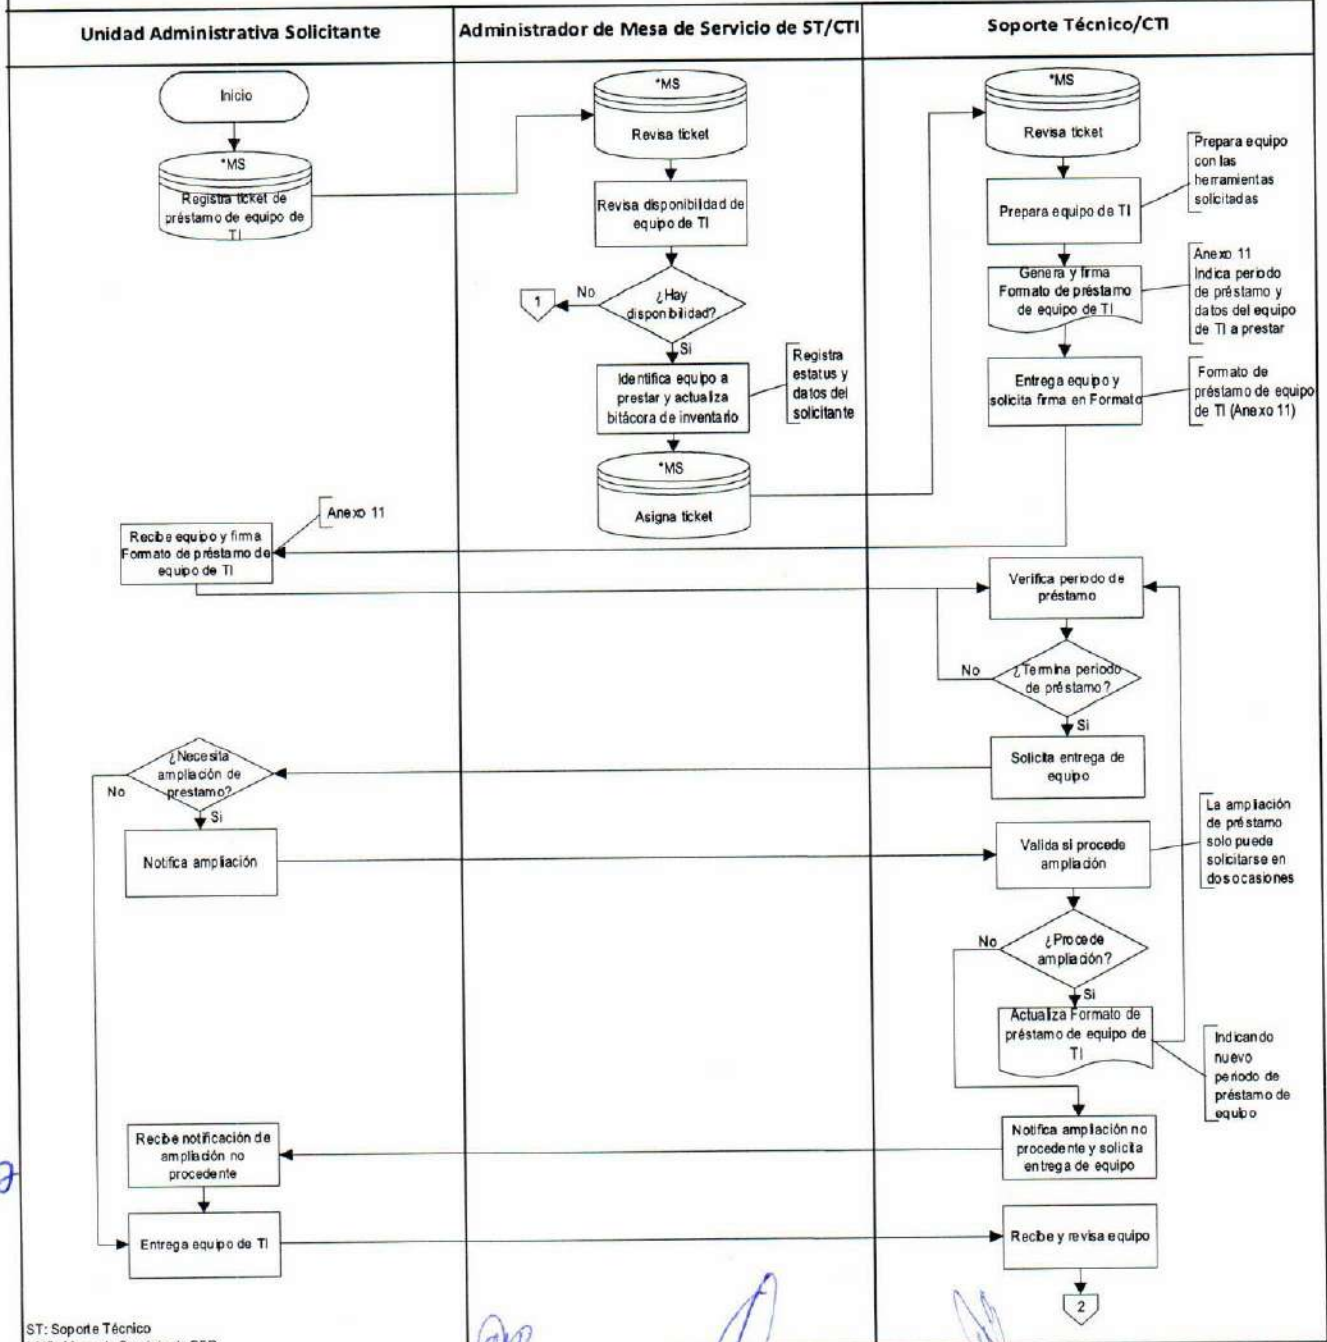 Unidad Administrativa Solicitante
Administrador de Mesa de Servicio de ST/CTI
Soporte Técnico/CTI
Inicio
*MS
Registra ticket de
préstamo de equipo de
TI
*MS
Revisa ticket
Revisa disponibilidad de
equipo de TI
¿Hay
disponibilidad?
No
1
Si
Identifica equipo a
prestar y actualiza
bitácora de inventario
Registra
estatus y
datos del
solicitante
*MS
Asigna ticket
*MS
Revisa ticket
Prepara equipo de TI
Prepara equipo
con las
herramientas
solicitadas
Genera y firma
Formato de préstamo
de equipo de TI
Anexo 11
Indica periodo
de préstamo y
datos del equipo
de TI a prestar
Entrega equipo y
solicita firma en Formato
Formato de
préstamo de equipo
de TI (Anexo 11)
Recibe equipo y firma
Formato de préstamo de
equipo de TI
Anexo 11
Verifica periodo de
préstamo
¿Termina periodo
de préstamo?
No
Si
Solicita entrega de
equipo
¿Necesita
ampliación de
prestamo?
No
Si
Notifica ampliación
Valida si procede
ampliación
La ampliación
de préstamo
solo puede
solicitarse en
dos ocasiones
¿Procede
ampliación?
No
Si
Actualiza Formato de
préstamo de equipo de
TI
Indicando
nuevo
periodo de
préstamo de
equipo
Notifica ampliación no
procedente y solicita
entrega de equipo
Recibe notificación de
ampliación no
procedente
Entrega equipo de TI
Recibe y revisa equipo
2
ST: Soporte Técnico